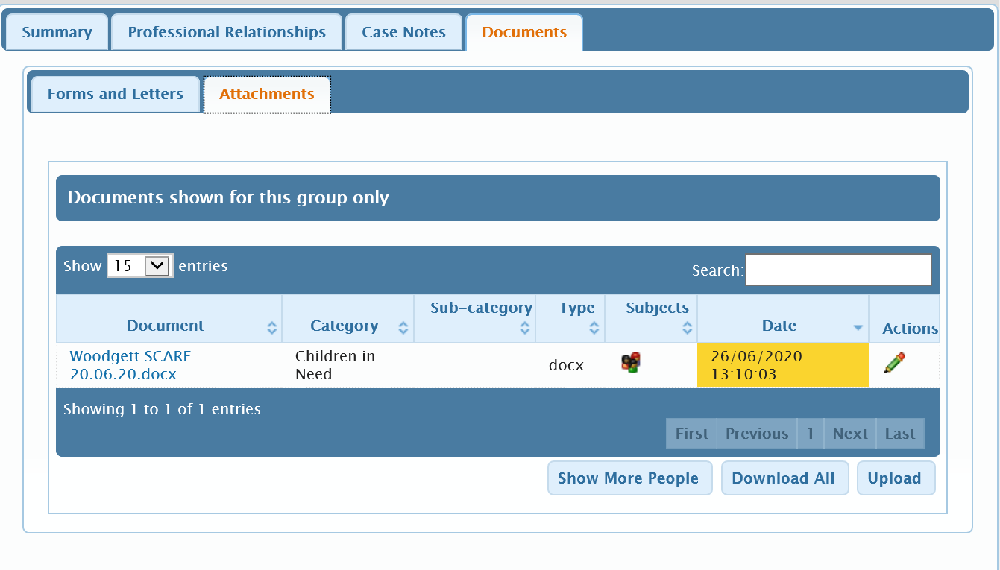 Summary
Professional Relationships
Case Notes
Documents
Forms and Letters
Attachments
Documents shown for this group only
Show 15 entries
Search:
Document
Category
Sub-category
Type
Subjects
Date
Actions
Woodgett SCARF
20.06.20.docx
Children in
Need
docx
26/06/2020
13:10:03
Showing 1 to 1 of 1 entries
First Previous 1 Next Last
Show More People
Download All
Upload